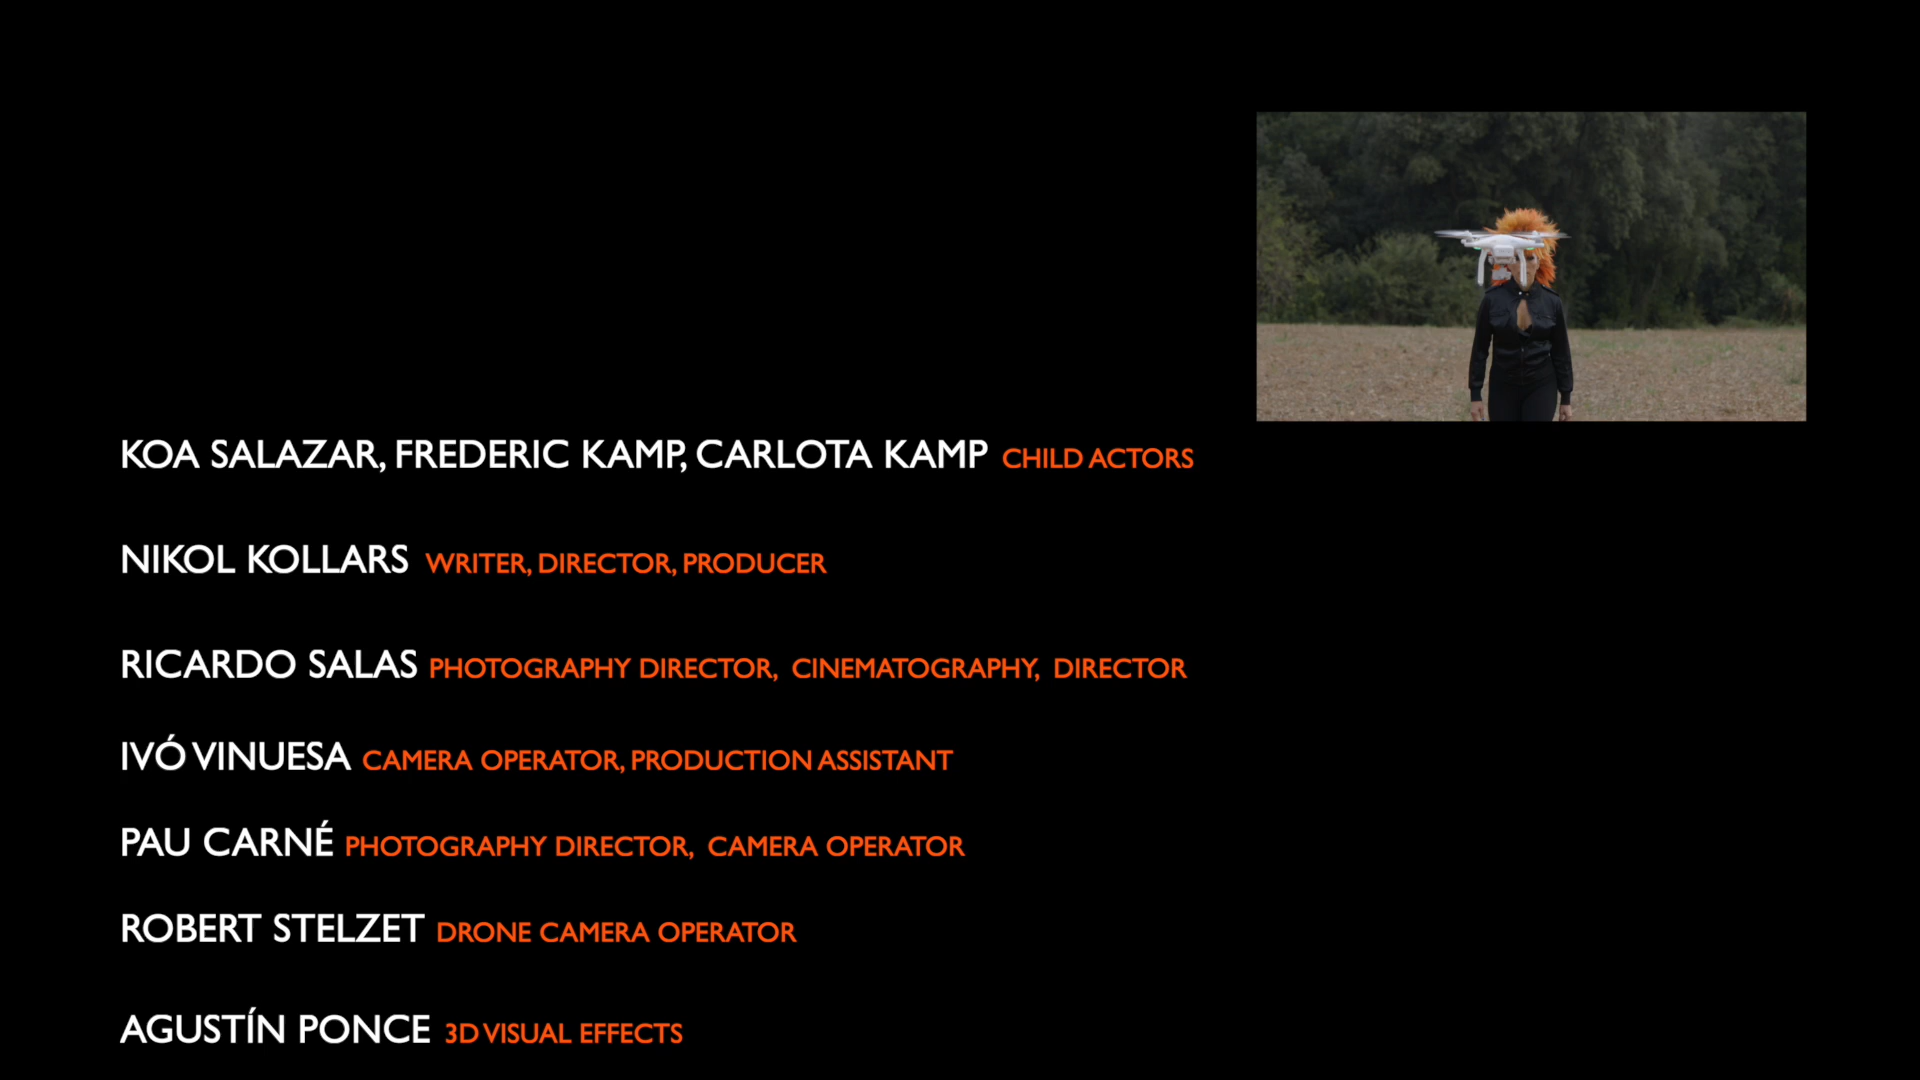 KOA SALAZAR, FREDERIC KAMP, CARLOTA KAMP CHILD ACTORS
NIKOL KOLLARS WRITER, DIRECTOR, PRODUCER
RICARDO SALAS PHOTOGRAPHY DIRECTOR, CINEMATOGRAPHY, DIRECTOR
IVÓ VINUESA CAMERA OPERATOR, PRODUCTION ASSISTANT
PAU CARNÉ PHOTOGRAPHY DIRECTOR, CAMERA OPERATOR
ROBERT STELZET DRONE CAMERA OPERATOR
AGUSTÍN PONCE 3D VISUAL EFFECTS